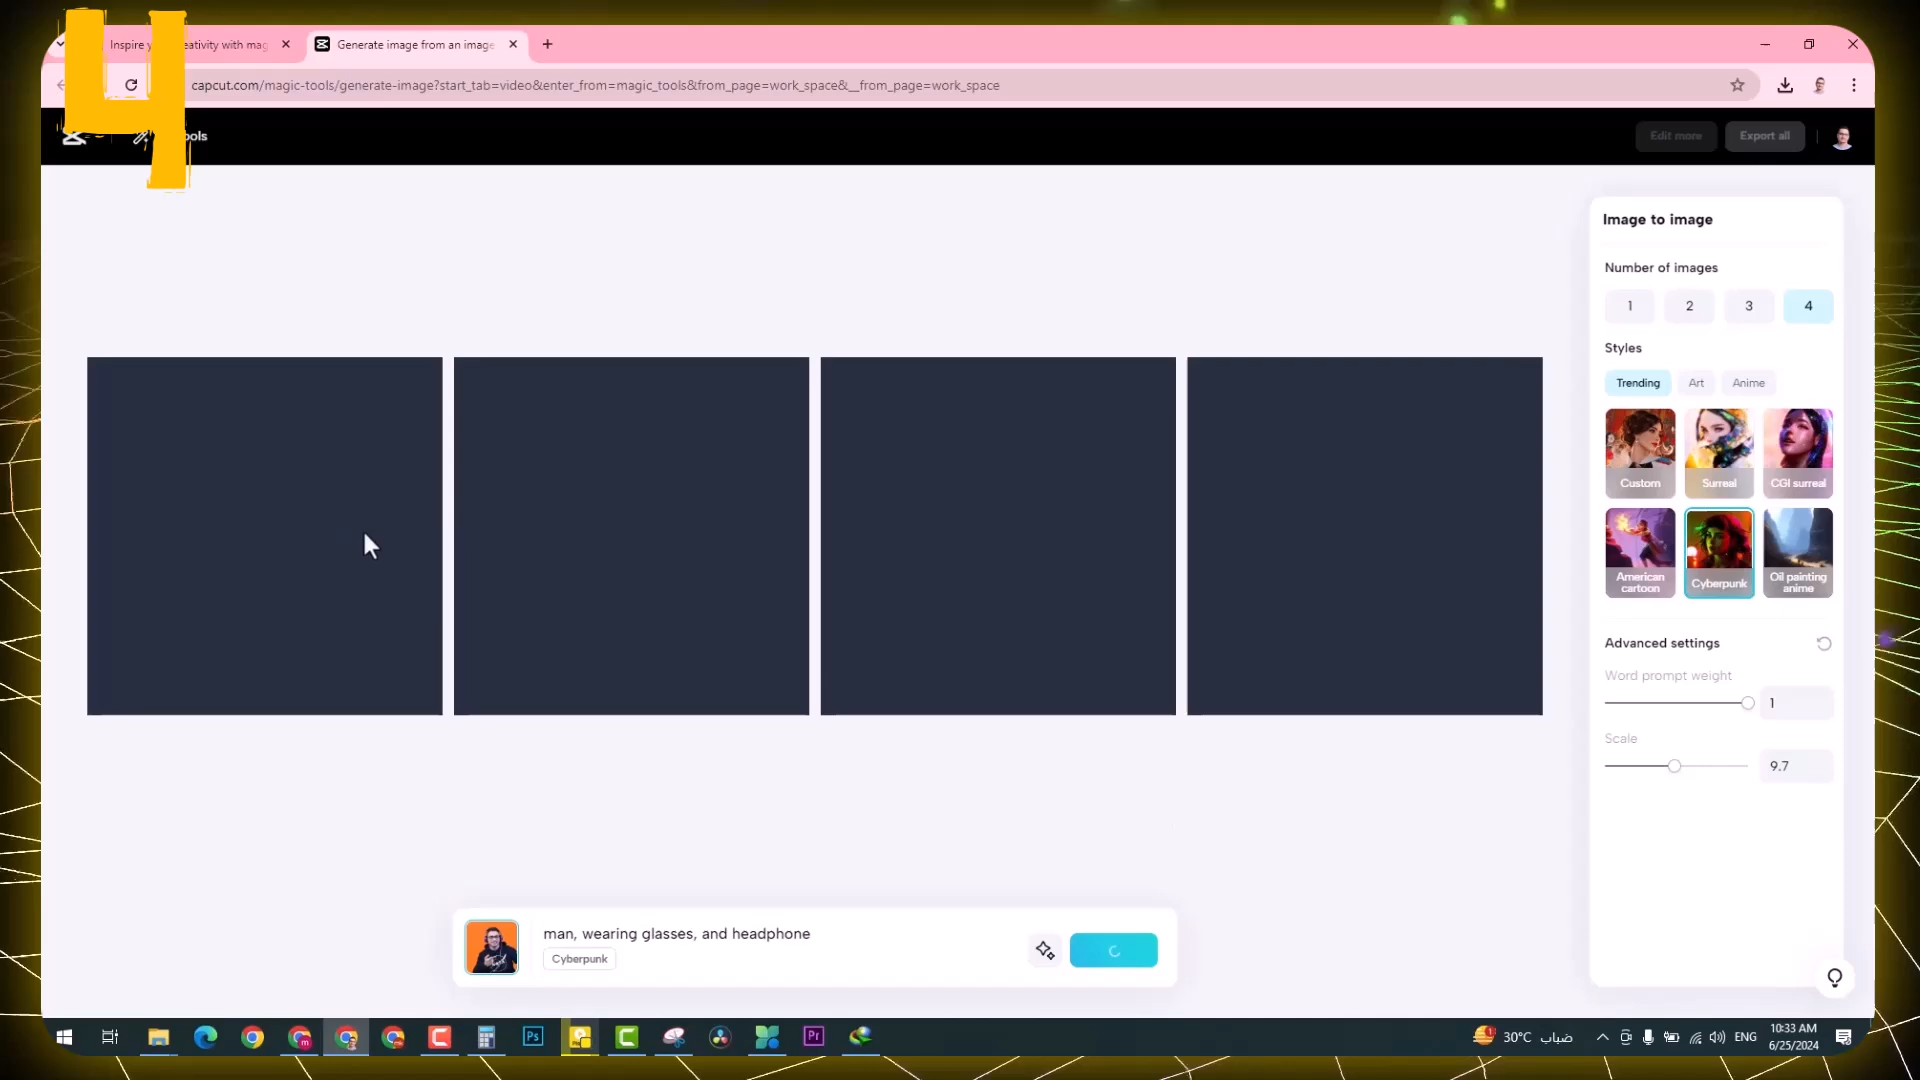 4
Inspire y
eativity with mag
Generate image from an image
capcut.com/magic-tools/generate-image?start_tab=video&enter_from=magic_tools&from_page=work_space&__from_page=work_space
ools
Edit more
Export all
Image to image
Number of images
1
2
3
4
Styles
Trending
Art
Anime
Custom
Surreal
CGI surreal
American
cartoon
Cyberpunk
Oil painting
anime
Advanced settings
Word prompt weight
1
Scale
9.7
man, wearing glasses, and headphone
Cyberpunk
Ps
Pr
30°C
ضباب
ENG
10:33 AM
6/25/2024